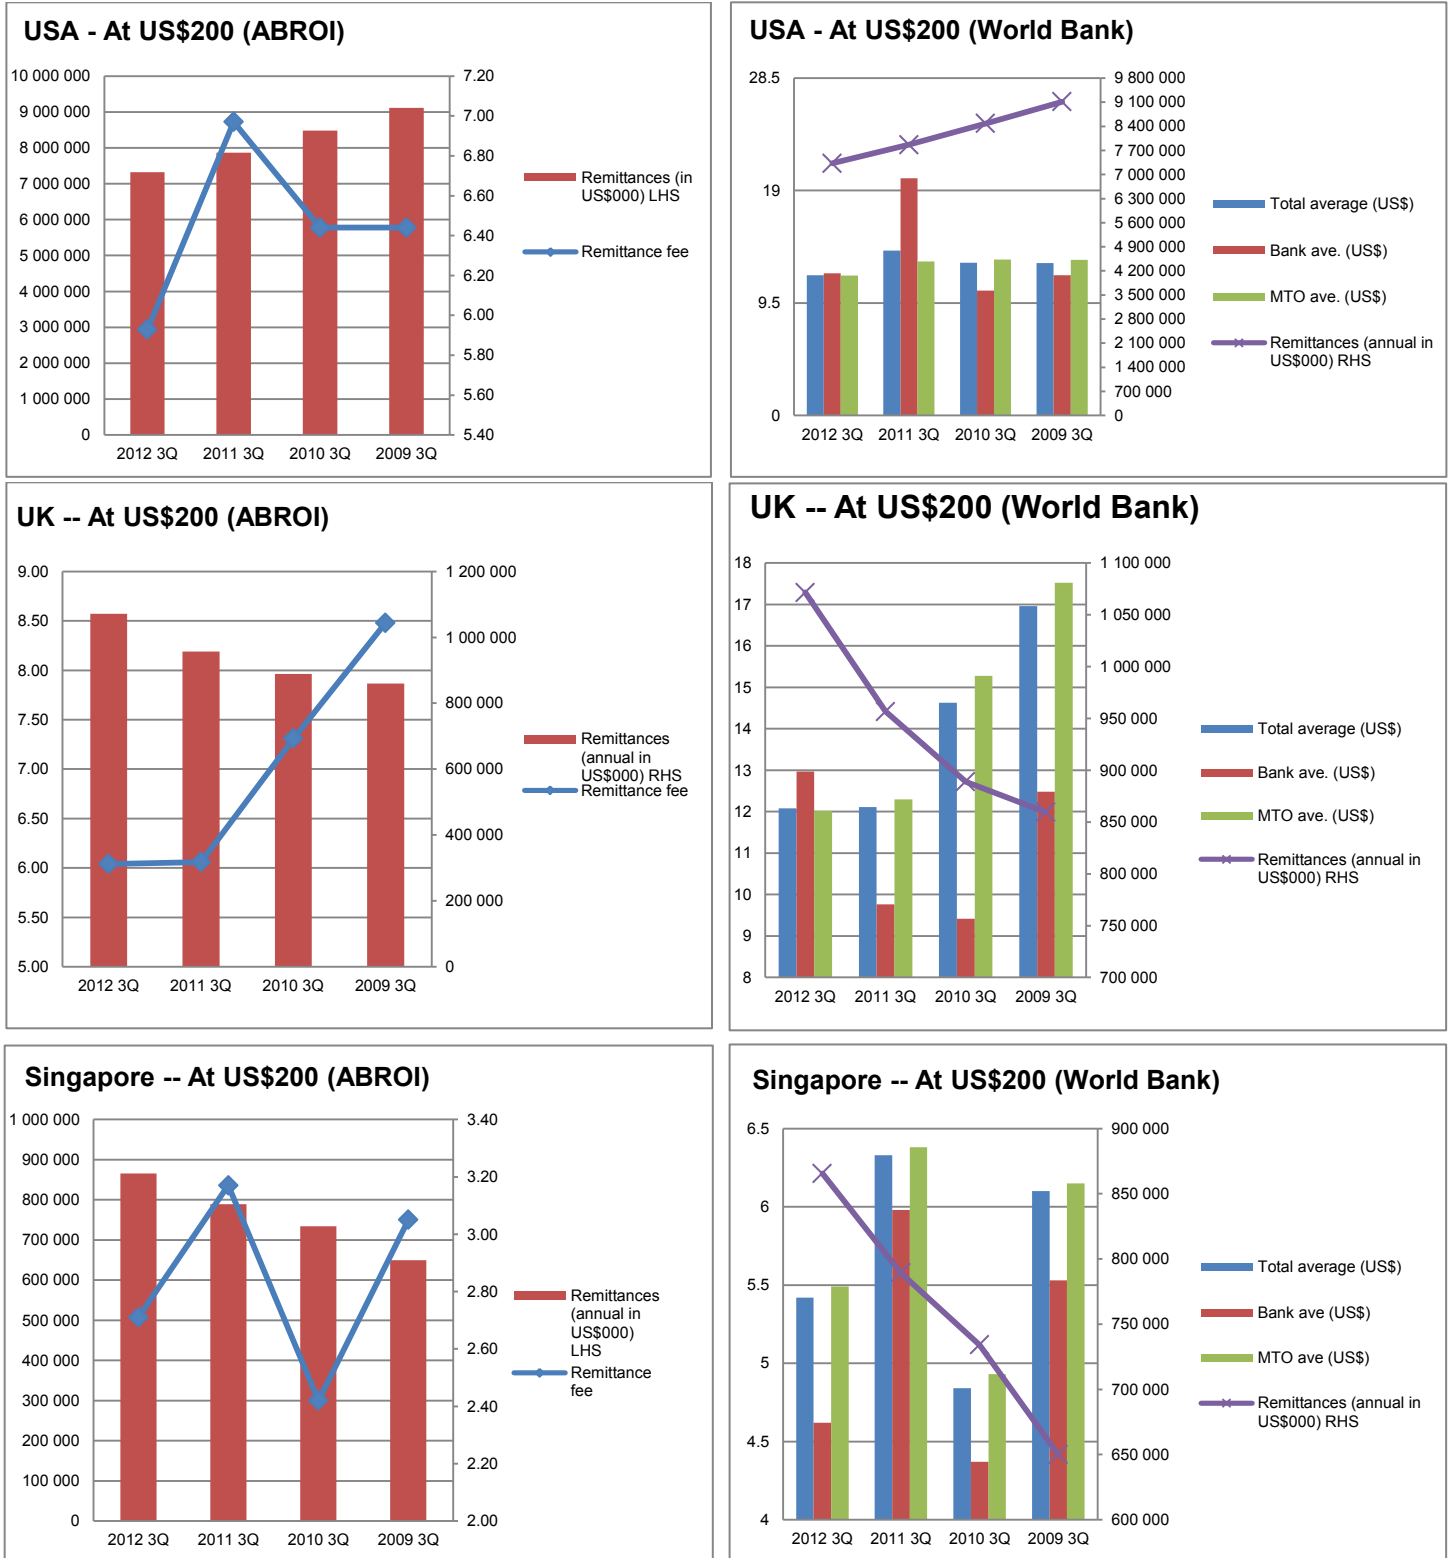 USA - At US$200 (ABROI)
10 000 000
9 000 000
8 000 000
7 000 000
6 000 000
5 000 000
4 000 000
3 000 000
2 000 000
1 000 000
0
7.20
7.00
6.80
6.60
6.40
6.20
6.00
5.80
5.60
5.40
2012 3Q 2011 3Q 2010 3Q 2009 3Q
Remittances (in
US$000) LHS
Remittance fee
USA - At US$200 (World Bank)
28.5
19
9.5
0
9 800 000
9 100 000
8 400 000
7 700 000
7 000 000
6 300 000
5 600 000
4 900 000
4 200 000
3 500 000
2 800 000
2 100 000
1 400 000
700 000
0
2012 3Q 2011 3Q 2010 3Q 2009 3Q
Total average (US$)
Bank ave. (US$)
MTO ave. (US$)
Remittances (annual in
US$000) RHS
UK -- At US$200 (ABROI)
9.00
8.50
8.00
7.50
7.00
6.50
6.00
5.50
5.00
1 200 000
1 000 000
800 000
600 000
400 000
200 000
0
2012 3Q 2011 3Q 2010 3Q 2009 3Q
Remittances
(annual in
US$000) RHS
Remittance fee
UK -- At US$200 (World Bank)
18
17
16
15
14
13
12
11
10
9
8
1 100 000
1 050 000
1 000 000
950 000
900 000
850 000
800 000
750 000
700 000
2012 3Q 2011 3Q 2010 3Q 2009 3Q
Total average (US$)
Bank ave. (US$)
MTO ave. (US$)
Remittances (annual in
US$000) RHS
Singapore -- At US$200 (ABROI)
1 000 000
900 000
800 000
700 000
600 000
500 000
400 000
300 000
200 000
100 000
0
3.40
3.20
3.00
2.80
2.60
2.40
2.20
2.00
2012 3Q 2011 3Q 2010 3Q 2009 3Q
Remittances
(annual in
US$000)
LHS
Remittance
fee
Singapore -- At US$200 (World Bank)
6.5
6
5.5
5
4.5
4
900 000
850 000
800 000
750 000
700 000
650 000
600 000
2012 3Q 2011 3Q 2010 3Q 2009 3Q
Total average (US$)
Bank ave (US$)
MTO ave (US$)
Remittances (annual in
US$000) RHS